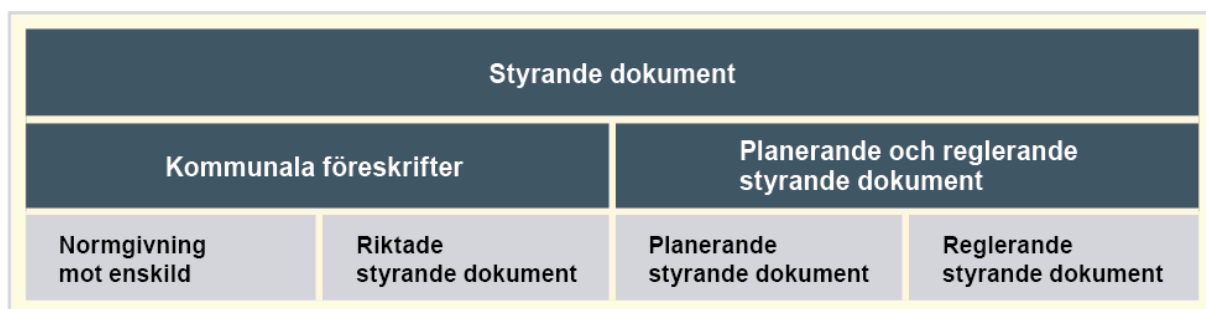 Styrande dokument
Kommunala föreskrifter
Planerande och reglerande
styrande dokument
Normgivning
mot enskild
Riktade
styrande dokument
Planerande
styrande dokument
Reglerande
styrande dokument